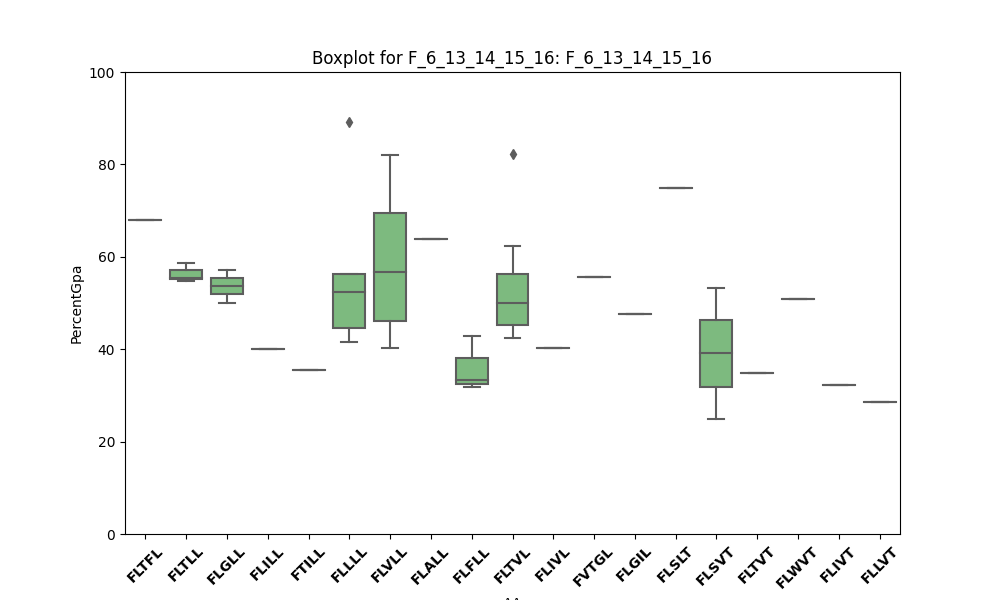 Boxplot for F_6_13_14_15_16: F_6_13_14_15_16
100
80
60
40
20
0
PercentGpa
FLTFL
FLTLL
FLGLL
FLILL
FTILL
FLLLL
FLVLL
FLALL
FLFLL
FLTVL
FLIVL
FVTGL
FLGIL
FLSLT
FLSVT
FLTVT
FLWVT
FLIVT
FLLVT